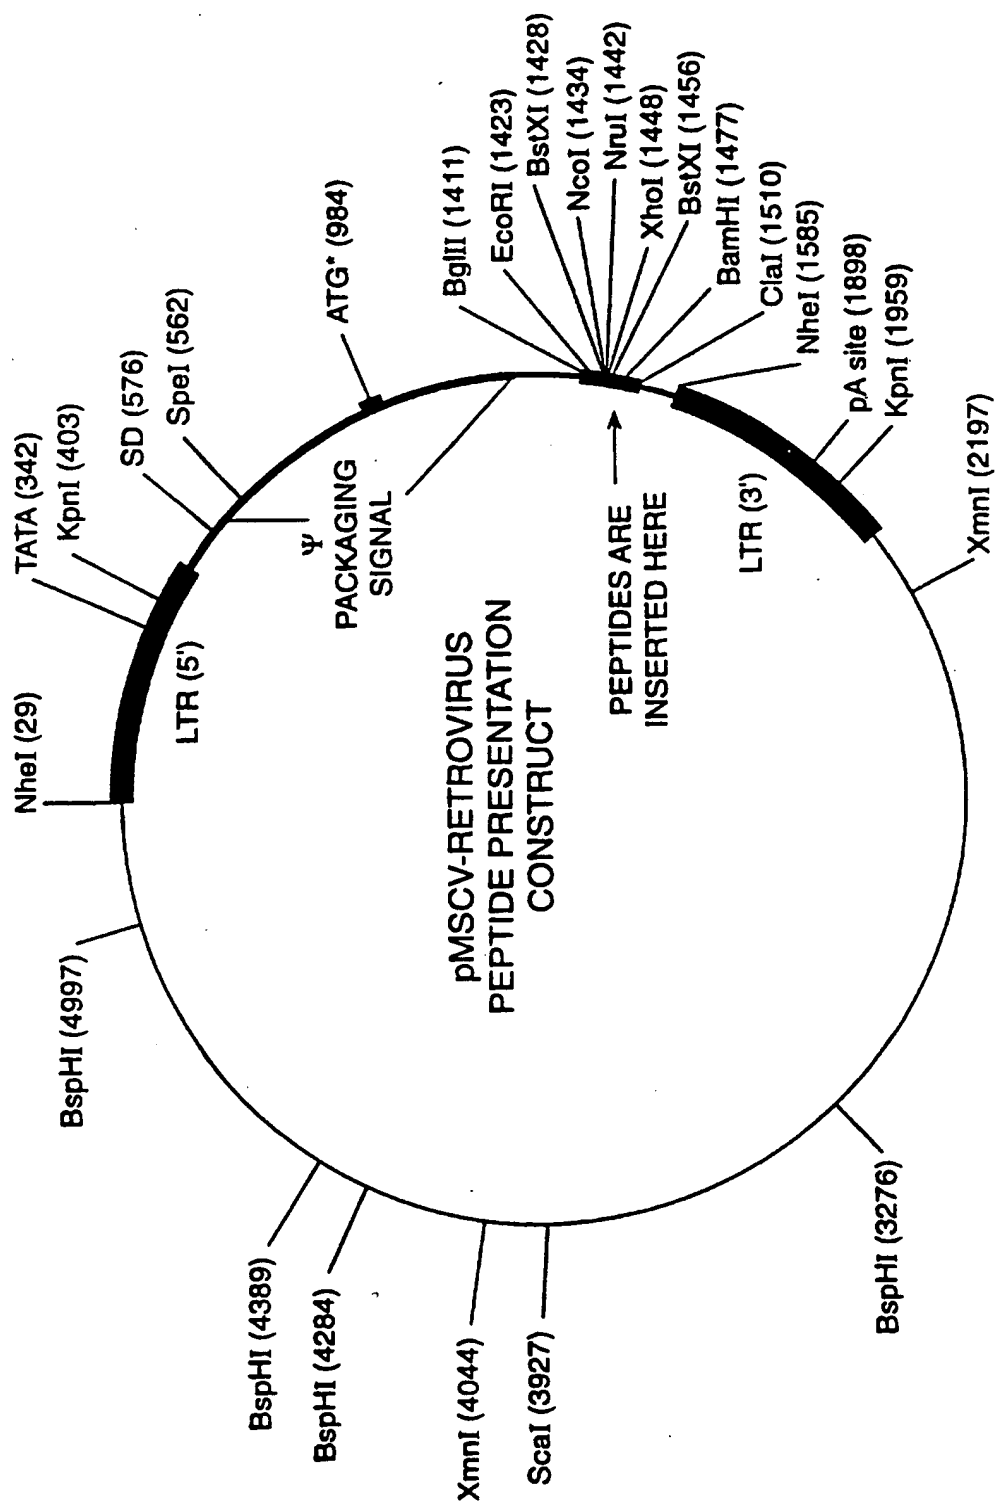 NheI (29)
TATA (342)
KpnI (403)
SD (576)
SpeI (562)
ATG* (984)
BglII (1411)
EcoRI (1423)
BstXI (1428)
NcoI (1434)
NruI (1442)
XhoI (1448)
BstXI (1456)
BamHI (1477)
ClaI (1510)
NheI (1585)
pA site (1898)
KpnI (1959)
XmnI (2197)
BspHI (3276)
ScaI (3927)
XmnI (4044)
BspHI (4284)
BspHI (4389)
BspHI (4997)
LTR (5')
Ψ
PACKAGING
SIGNAL
PEPTIDES ARE
INSERTED HERE
LTR (3')
pMSCV-RETROVIRUS
PEPTIDE PRESENTATION
CONSTRUCT